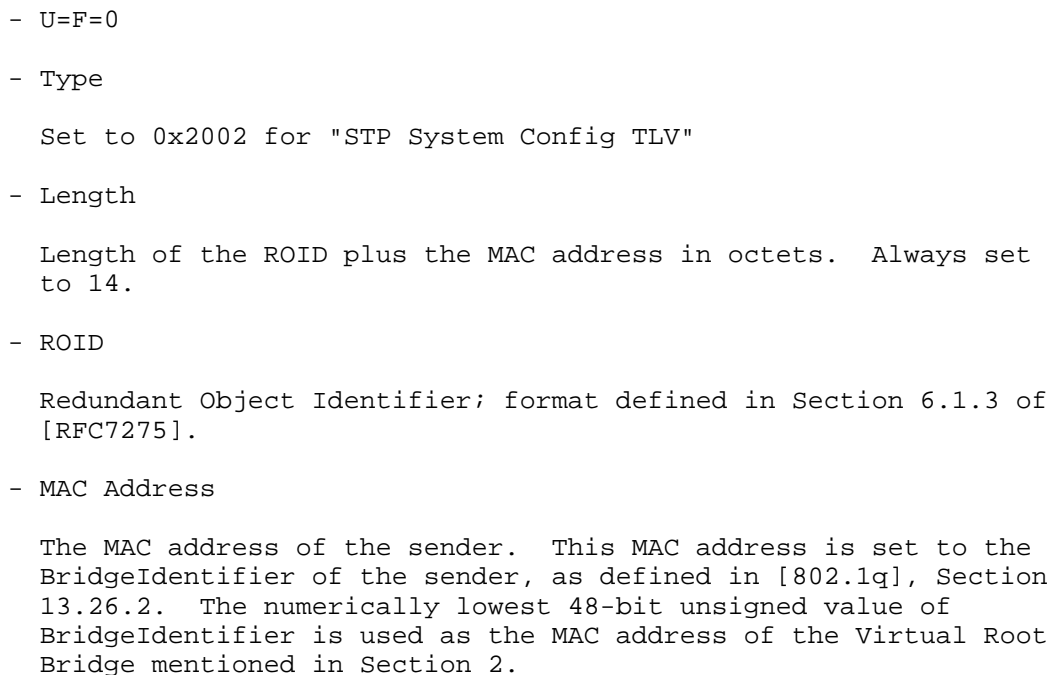 - U=F=0
- Type
Set to 0x2002 for "STP System Config TLV"
- Length
Length of the ROID plus the MAC address in octets.  Always set
to 14.
- ROID
Redundant Object Identifier; format defined in Section 6.1.3 of
[RFC7275].
- MAC Address
The MAC address of the sender.  This MAC address is set to the
BridgeIdentifier of the sender, as defined in [802.1q], Section
13.26.2.  The numerically lowest 48-bit unsigned value of
BridgeIdentifier is used as the MAC address of the Virtual Root
Bridge mentioned in Section 2.